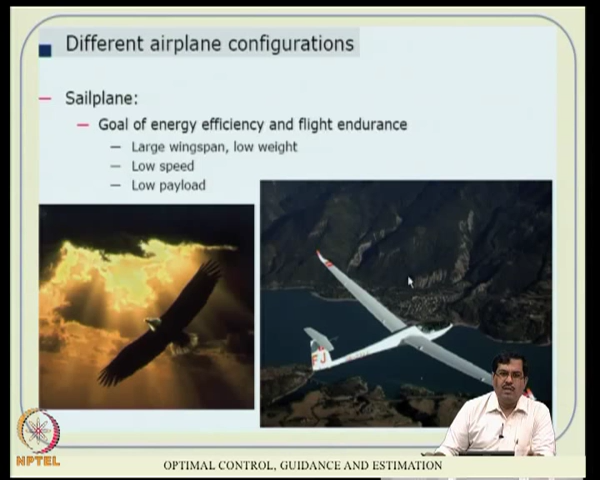 Different airplane configurations
Sailplane:
Goal of energy efficiency and flight endurance
Large wingspan, low weight
Low speed
Low payload
FJ
NPTEL
OPTIMAL CONTROL, GUIDANCE AND ESTIMATION